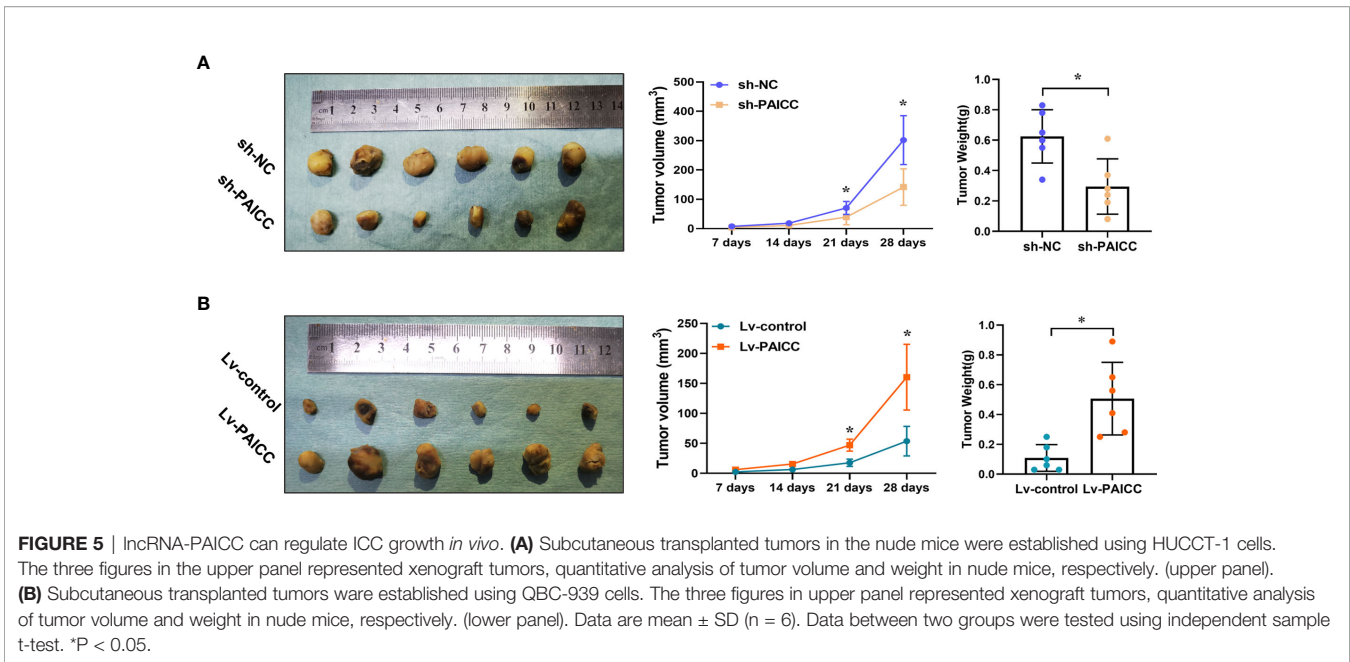 A
cm 1 2 3 4 5 6 7 8 9 10 11 12 13 14
sh-NC
sh-PAICC
Tumor volume (mm³)
500
400
300
200
100
0
sh-NC
sh-PAICC
*
*
7 days 14 days 21 days 28 days
Tumor Weight(g)
1.0
0.8
0.6
0.4
0.2
0.0
*
sh-NC sh-PAICC
B
cm 1 2 3 4 5 6 7 8 9 10 11 12
Lv-control
Lv-PAICC
Tumor volume (mm³)
250
200
150
100
50
0
Lv-control
Lv-PAICC
*
*
7 days 14 days 21 days 28 days
Tumor Weight(g)
1.0
0.8
0.6
0.4
0.2
0.0
*
Lv-control Lv-PAICC
FIGURE 5 | lncRNA-PAICC can regulate ICC growth in vivo. (A) Subcutaneous transplanted tumors in the nude mice were established using HUCCT-1 cells.
The three figures in the upper panel represented xenograft tumors, quantitative analysis of tumor volume and weight in nude mice, respectively. (upper panel).
(B) Subcutaneous transplanted tumors ware established using QBC-939 cells. The three figures in upper panel represented xenograft tumors, quantitative analysis
of tumor volume and weight in nude mice, respectively. (lower panel). Data are mean ± SD (n = 6). Data between two groups were tested using independent sample
t-test. *P < 0.05.